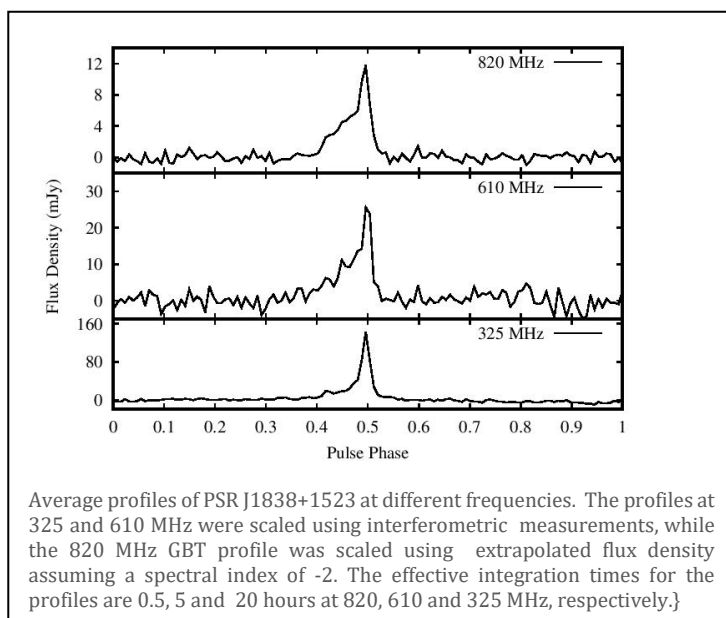 820 MHz
12
8
4
0
Flux Density (mJy)
610 MHz
30
20
10
0
325 MHz
160
80
0
0 0.1 0.2 0.3 0.4 0.5 0.6 0.7 0.8 0.9 1
Pulse Phase
Average profiles of PSR J1838+1523 at different frequencies. The profiles at
325 and 610 MHz were scaled using interferometric measurements, while
the 820 MHz GBT profile was scaled using extrapolated flux density
assuming a spectral index of -2. The effective integration times for the
profiles are 0.5, 5 and 20 hours at 820, 610 and 325 MHz, respectively.}